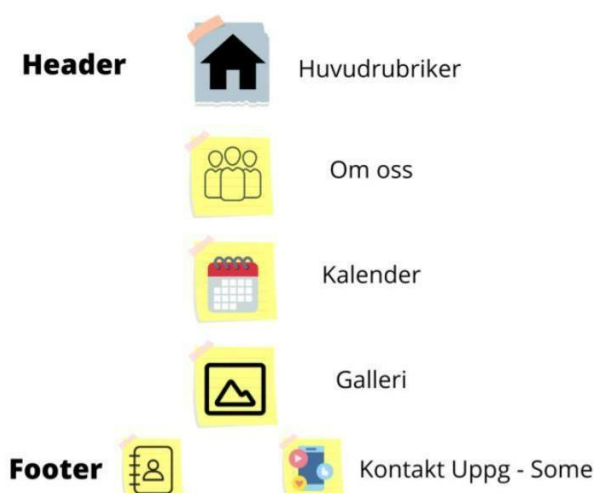 Header
Huvudrubriker
Om oss
Kalender
Galleri
Footer
Kontakt Uppg - Some